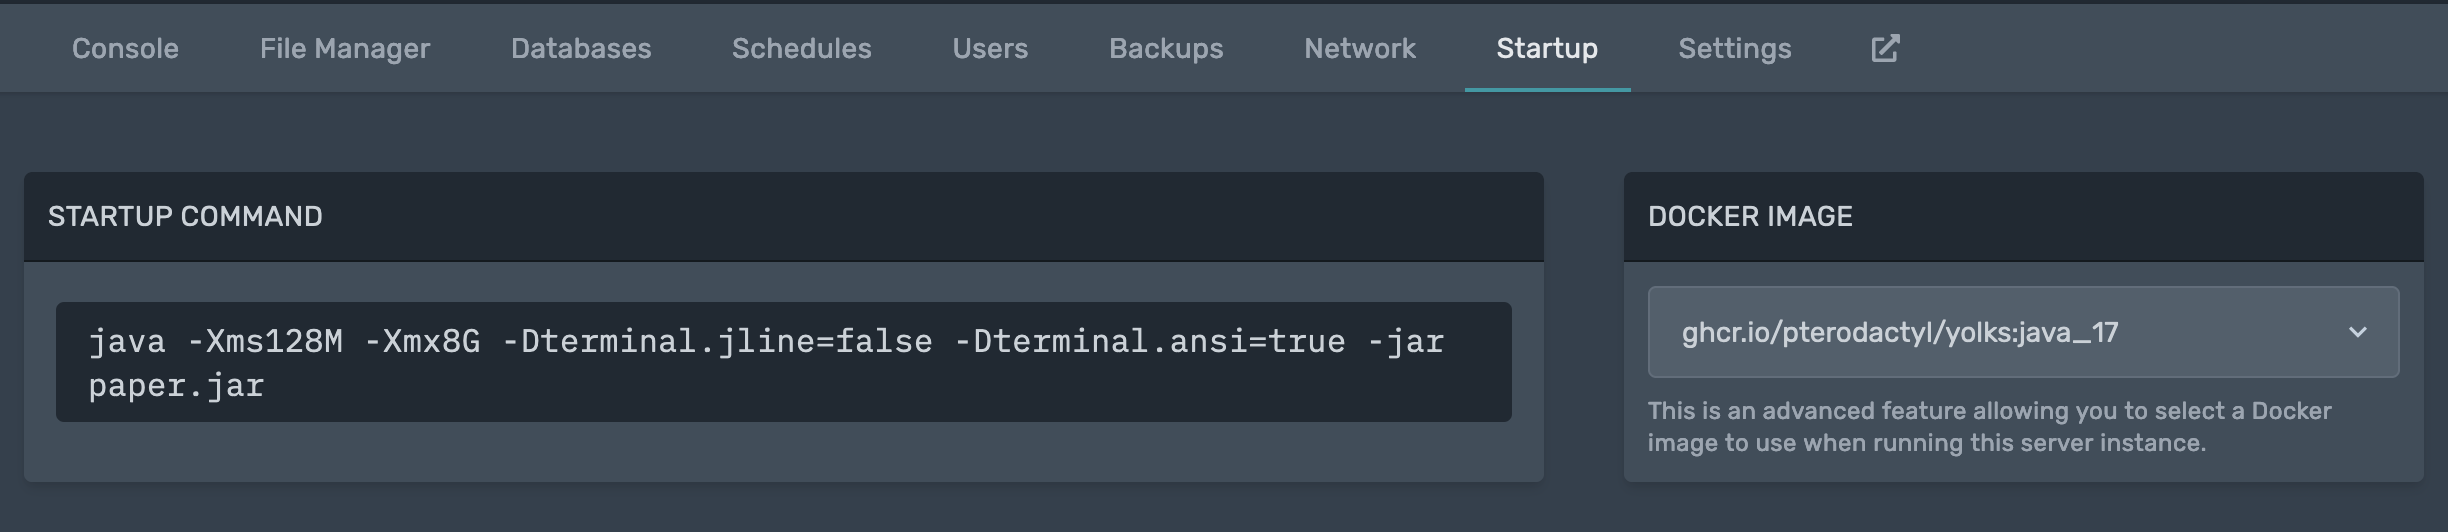 Console File Manager Databases Schedules Users Backups Network Startup Settings
STARTUP COMMAND
java -Xms128M -Xmx8G -Dterminal.jline=false -Dterminal.ansi=true -jar
paper.jar
DOCKER IMAGE
ghcr.io/pterodactyl/yolks:java_17
This is an advanced feature allowing you to select a Docker
image to use when running this server instance.